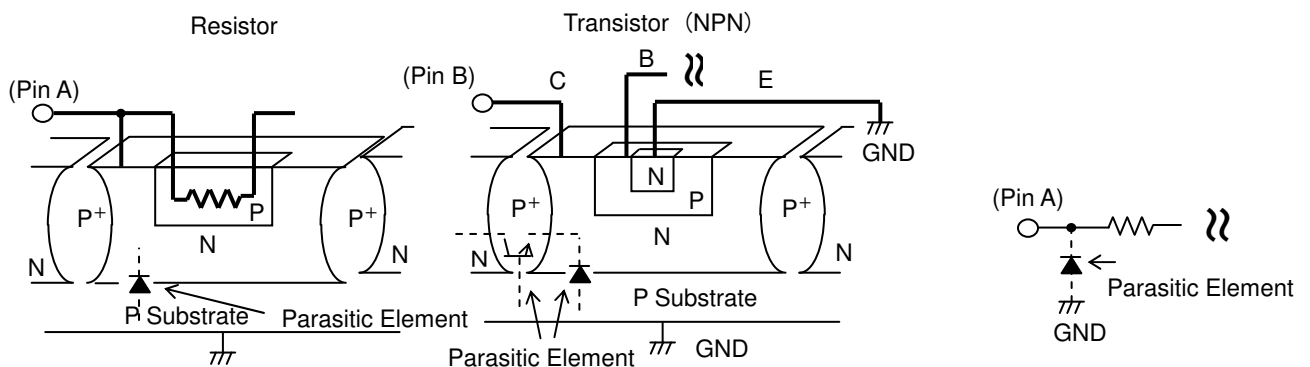 Resistor
(Pin A)
P+
P
P+
N
N
N
P Substrate
Parasitic Element
Transistor (NPN)
(Pin B)
C
B
E
GND
N
P
P+
P+
N
N
N
P Substrate
Parasitic Element
GND
(Pin A)
Parasitic Element
GND